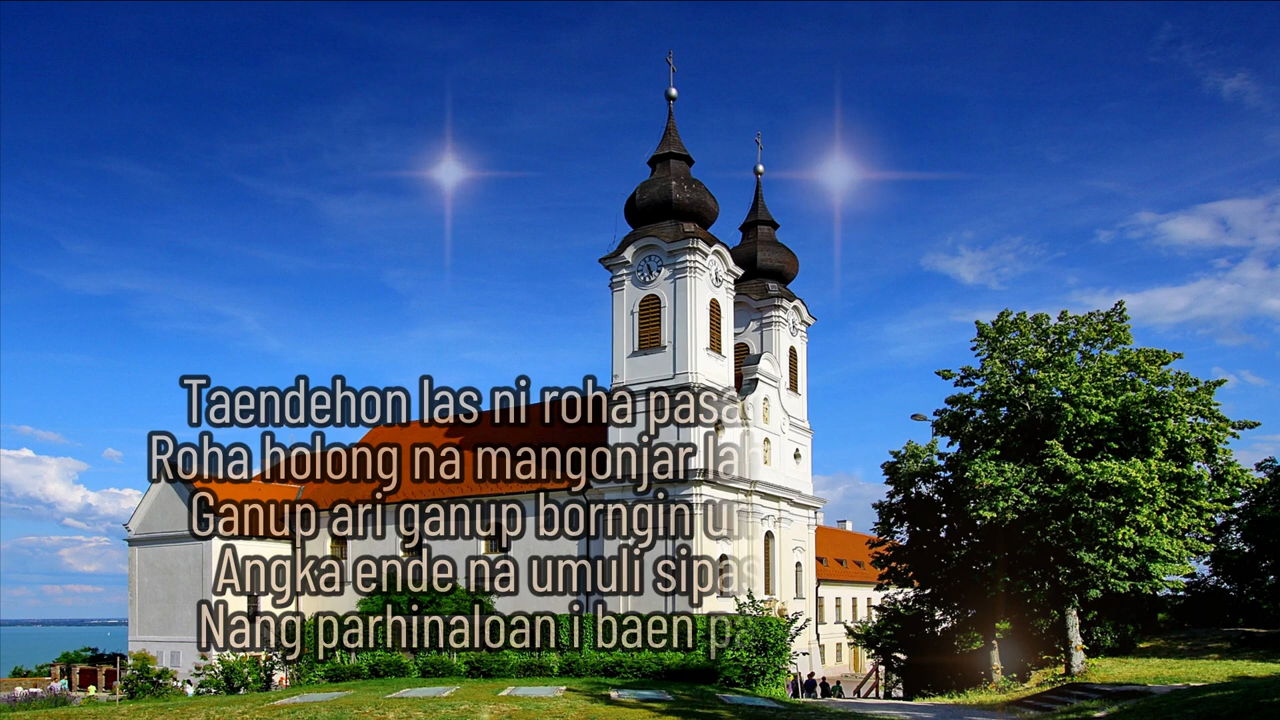 Taendehon las ni roha
Roha holong na mangonjar
Ganup ari ganup borngin
Angka ende na umuli
Nang parhinaloan i baen